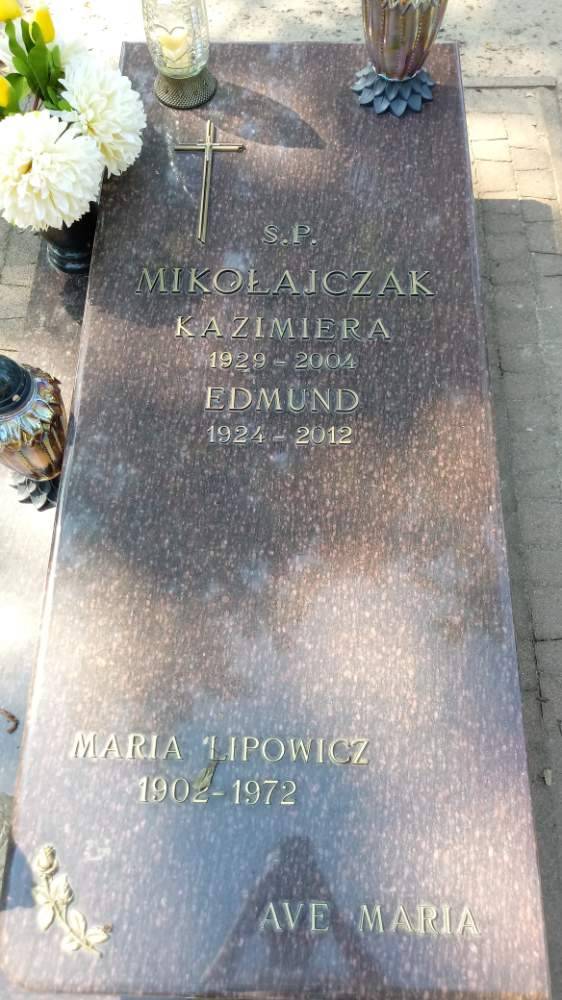 Ś.P.
MIKOŁAJCZAK
KAZIMIERA
1929 – 2004
EDMUND
1924 – 2012
MARIA LIPOWICZ
1902 – 1972
AVE MARIA